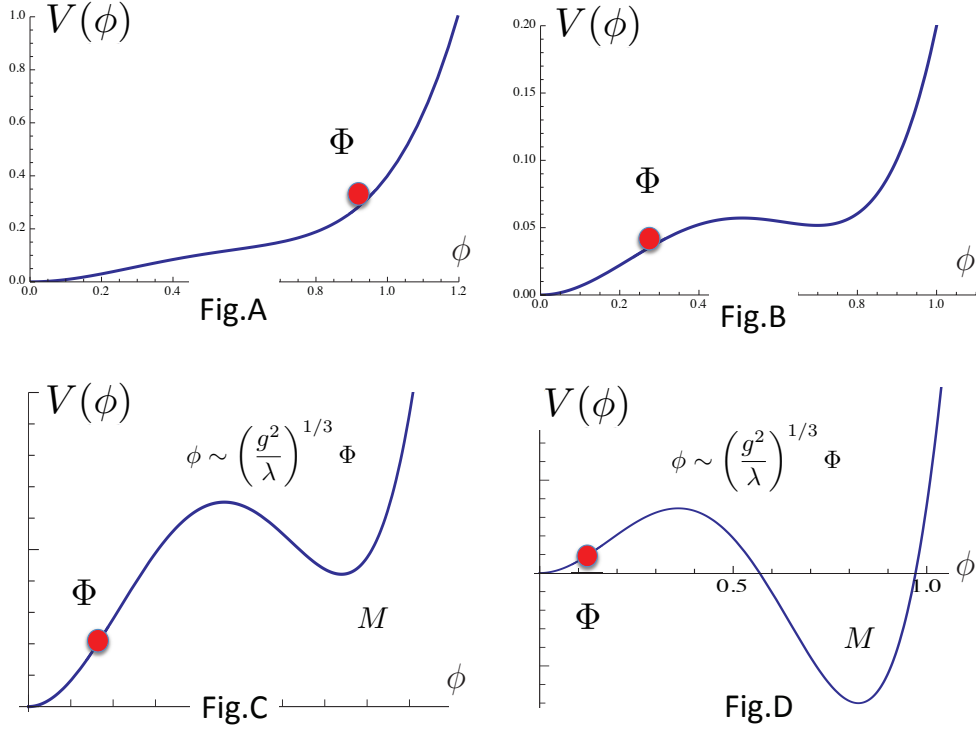 V(φ)
1.0
0.8
0.6
0.4
0.2
0.0
0.0 0.2 0.4 0.8 1.0 1.2
Φ
φ
Fig.A
V(φ)
0.20
0.15
0.10
0.05
0.00
0.0 0.2 0.4 0.8 1.0
Φ
φ
Fig.B
V(φ)
φ ∼ (g²/λ)^{1/3} Φ
Φ
M
φ
Fig.C
V(φ)
φ ∼ (g²/λ)^{1/3} Φ
φ
0.5 1.0
Φ
M
Fig.D